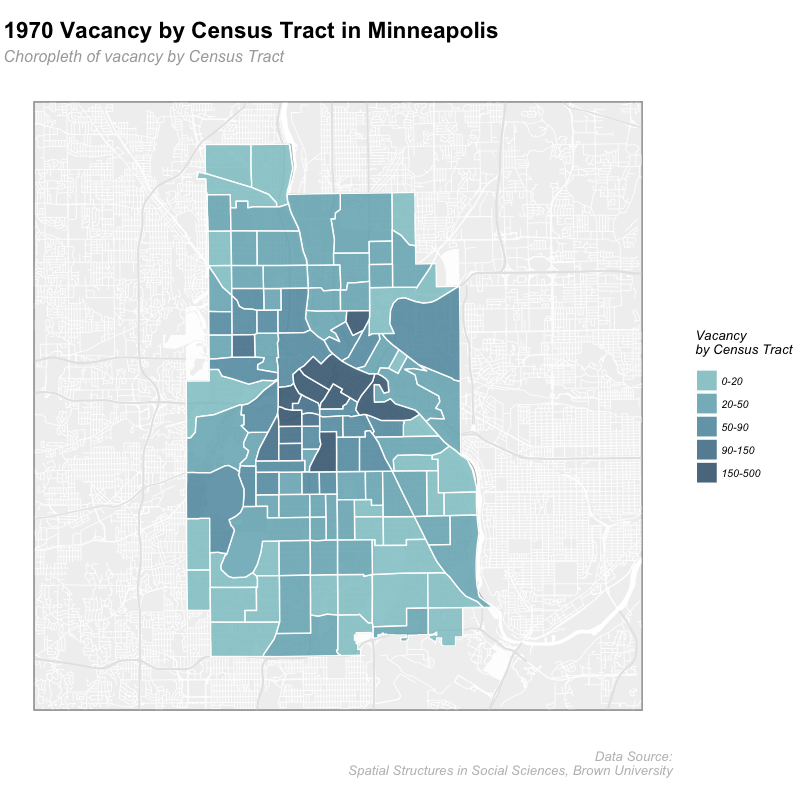 1970 Vacancy by Census Tract in Minneapolis
Choropleth of vacancy by Census Tract
Vacancy
by Census Tract
0-20
20-50
50-90
90-150
150-500
Data Source:
Spatial Structures in Social Sciences, Brown University